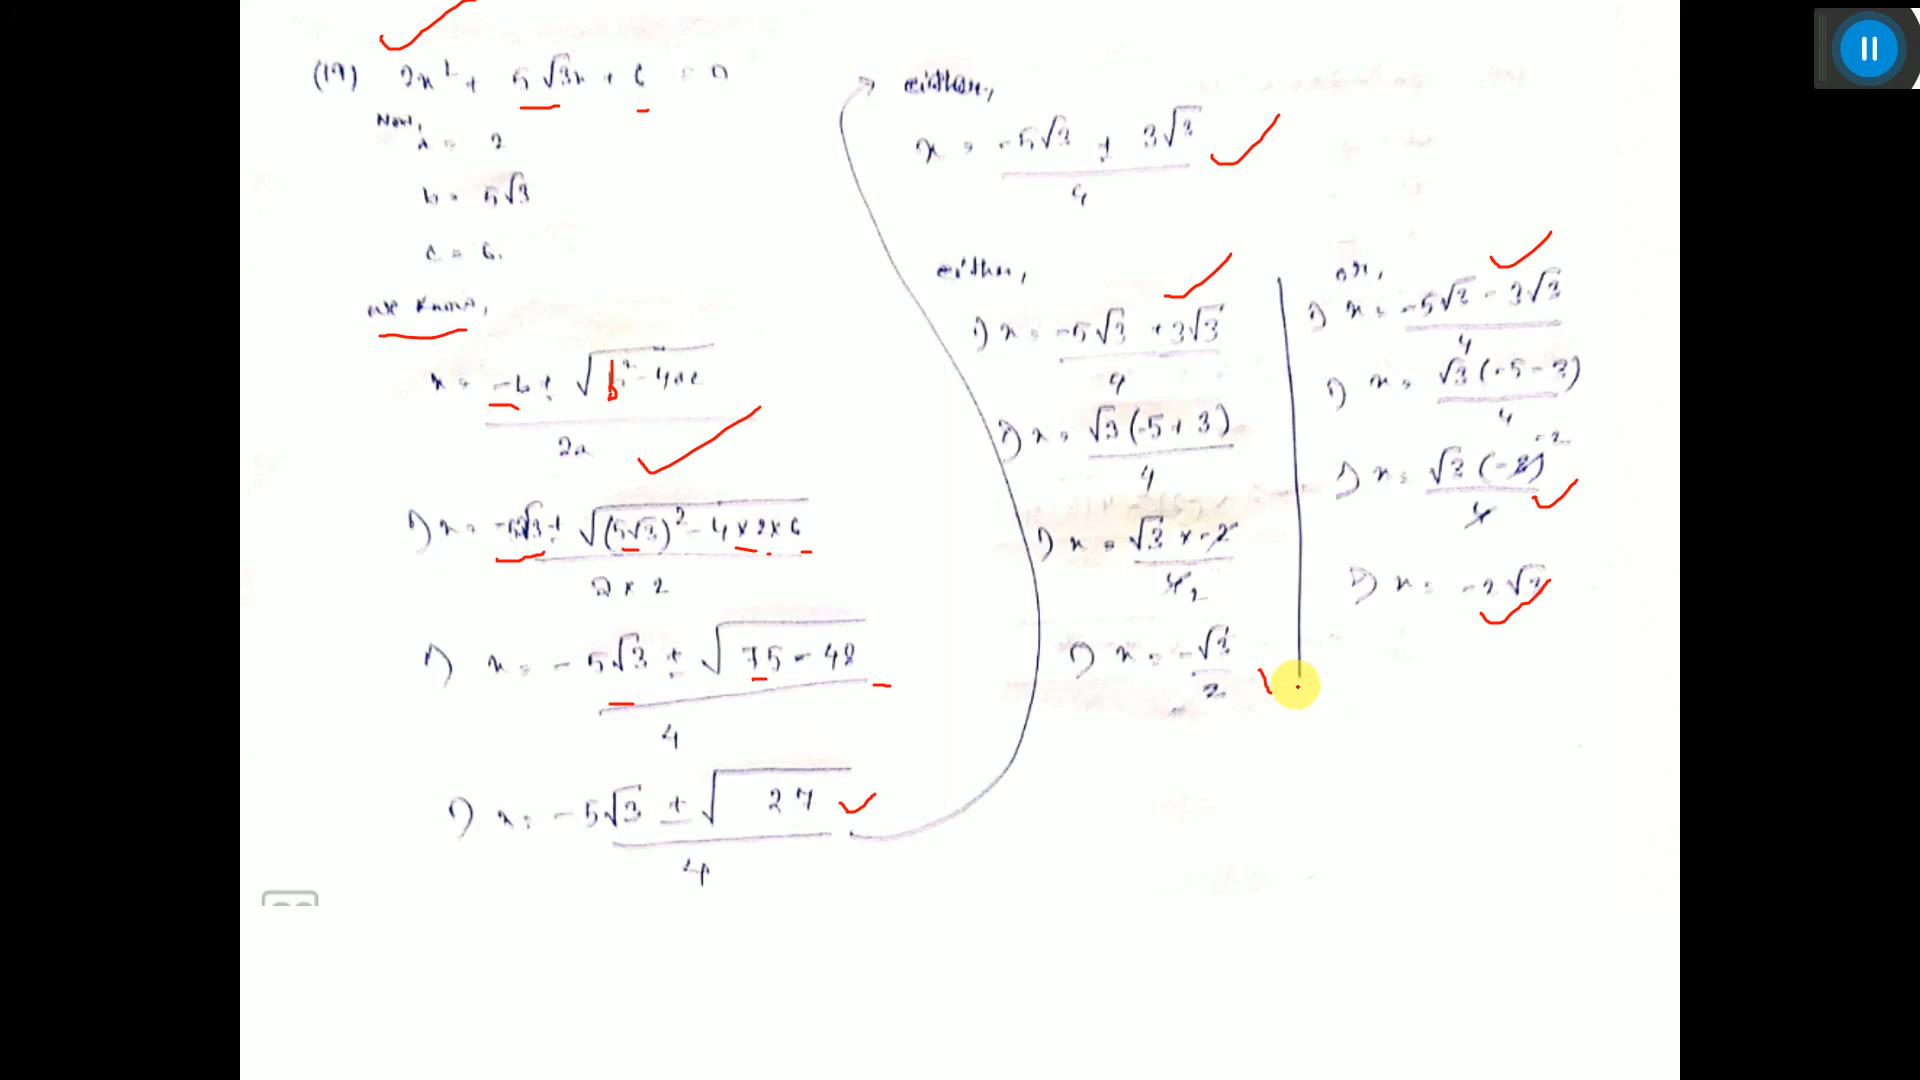 (19) 2x² + 5√3x + 6 = 0
Now,
a = 2
b = 5√3
c = 6.
we know,
x = -b ± √b² - 4ac
2a
⇒ x = -5√3 ± √(5√3)² - 4 × 2 × 6
2 × 2
⇒ x = - 5√3 ± √75 - 48
4
⇒ x = - 5√3 ± √27
4
either,
x = -5√3 ± 3√3
4
either,
⇒ x = -5√3 + 3√3
4
⇒ x = √3 (-5 + 3)
4
⇒ x = √3 × -2
4 2
⇒ x = -√3
2
or,
⇒ x = -5√3 - 3√3
4
⇒ x = √3 (-5 - 3)
4
⇒ x = √3 (-8) -2
4
⇒ x = -2√3